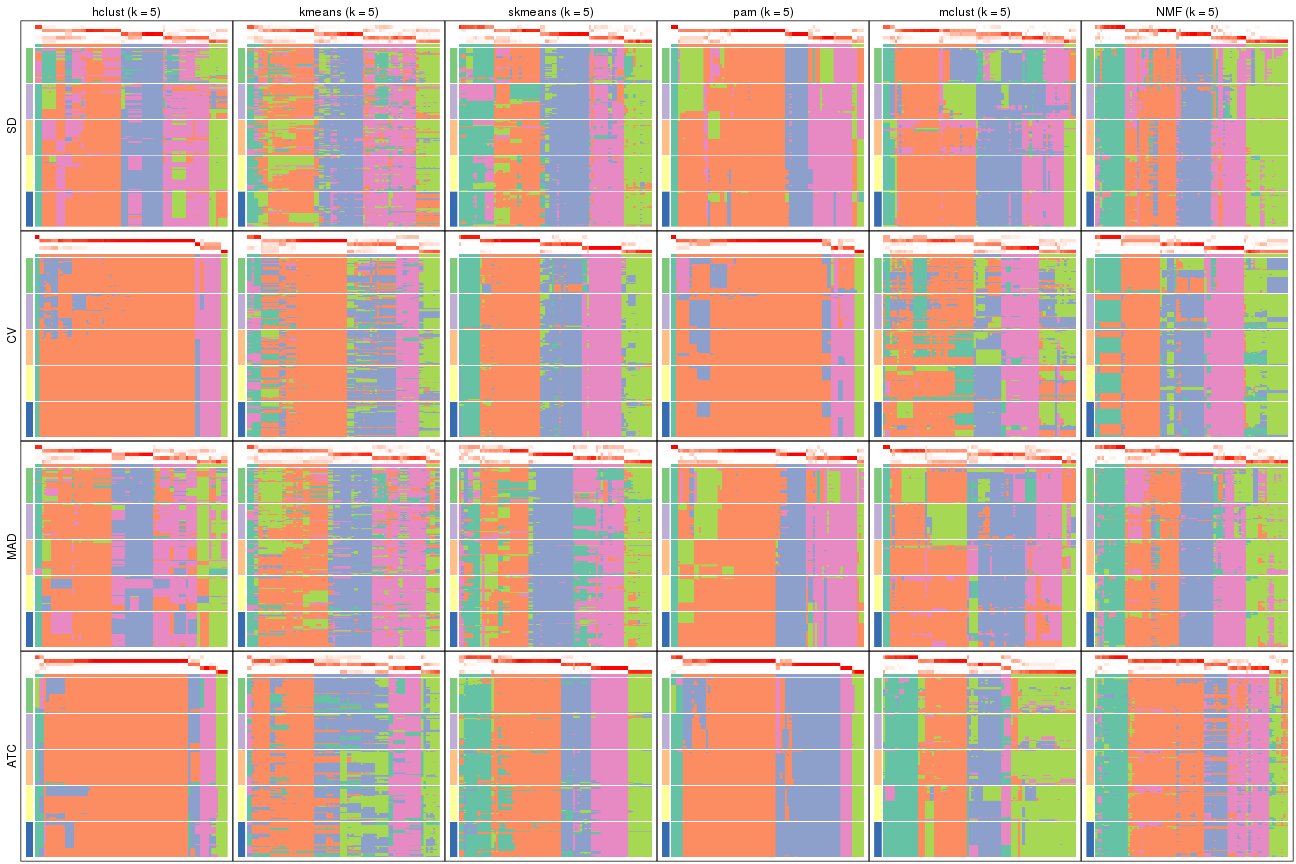 hclust (k = 5) kmeans (k = 5) skmeans (k = 5) pam (k = 5) mclust (k = 5) NMF (k = 5)
SD
CV
MAD
ATC